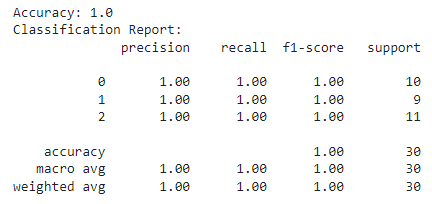 Accuracy: 1.0
Classification Report:
precision recall f1-score support
0 1.00 1.00 1.00 10
1 1.00 1.00 1.00 9
2 1.00 1.00 1.00 11
accuracy 1.00 30
macro avg 1.00 1.00 1.00 30
weighted avg 1.00 1.00 1.00 30